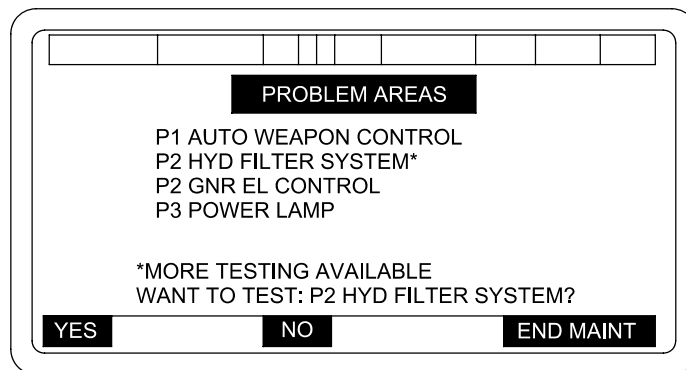 PROBLEM AREAS
P1 AUTO WEAPON CONTROL
P2 HYD FILTER SYSTEM*
P2 GNR EL CONTROL
P3 POWER LAMP
*MORE TESTING AVAILABLE
WANT TO TEST: P2 HYD FILTER SYSTEM?
YES NO END MAINT